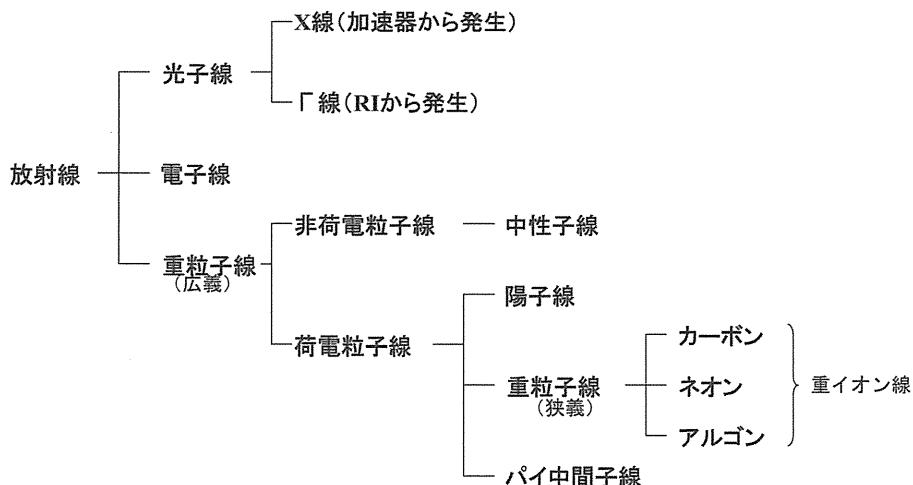 X線（加速器から発生）
光子線
Γ線（RIから発生）
放射線
電子線
非荷電粒子線
中性子線
重粒子線
（広義）
陽子線
荷電粒子線
カーボン
重粒子線
（狭義）
ネオン
重イオン線
アルゴン
パイ中間子線